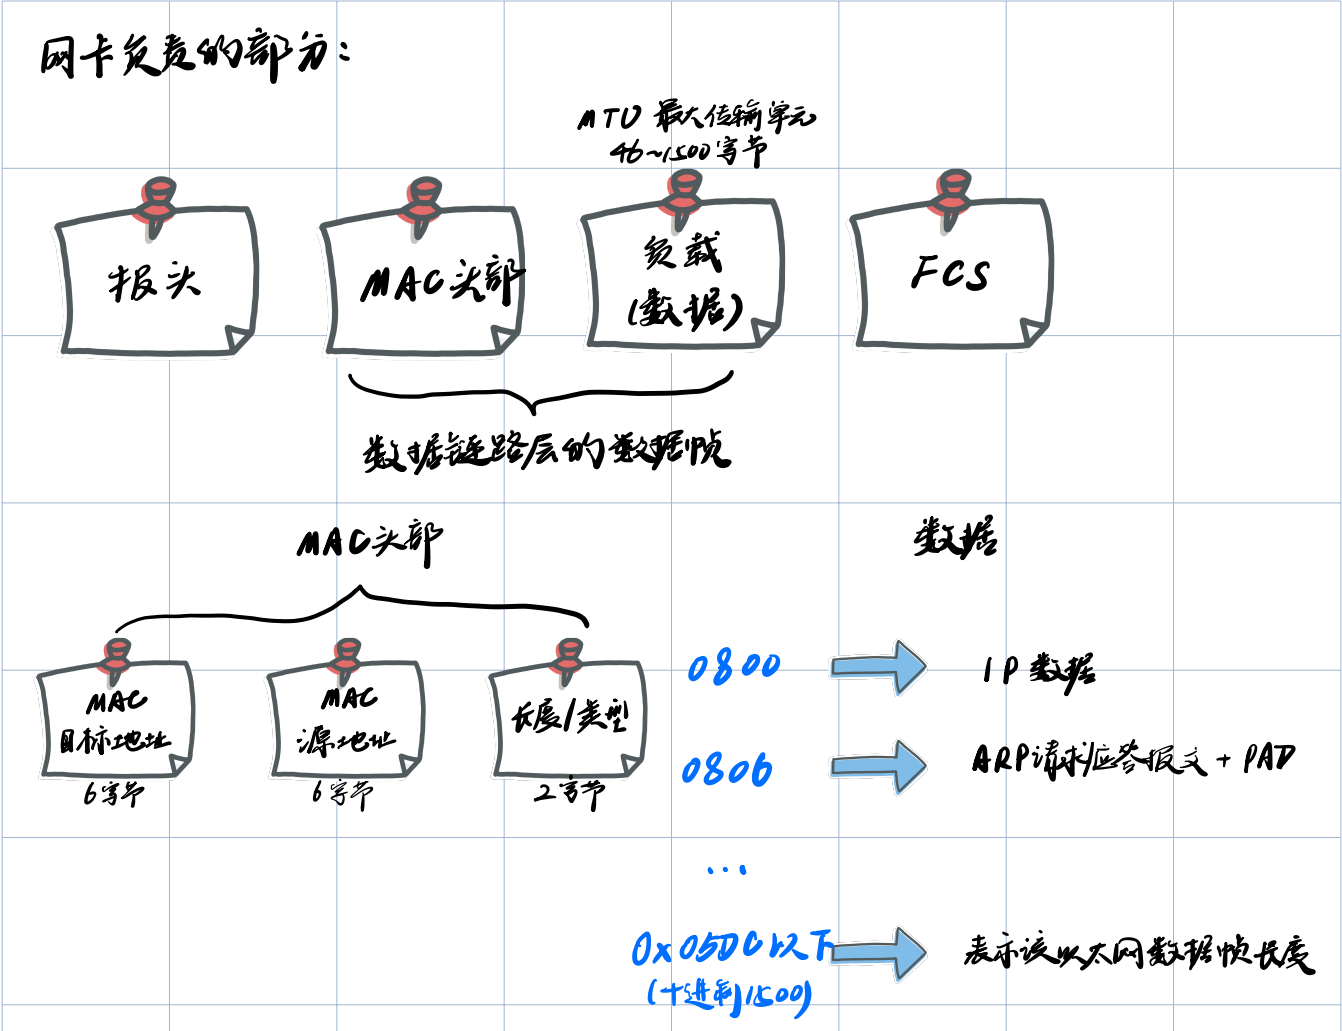 网卡负责的部分：
MTU 最大传输单元
46~1500字节
报头
MAC头部
负载
(数据)
FCS
数据链路层的数据帧
MAC头部
数据
MAC
目标地址
6字节
MAC
源地址
6字节
长度/类型
2字节
0800
IP数据
0806
ARP请求/应答报文 + PAD
...
0x05DC以下
(十进制1500)
表示该以太网数据帧长度